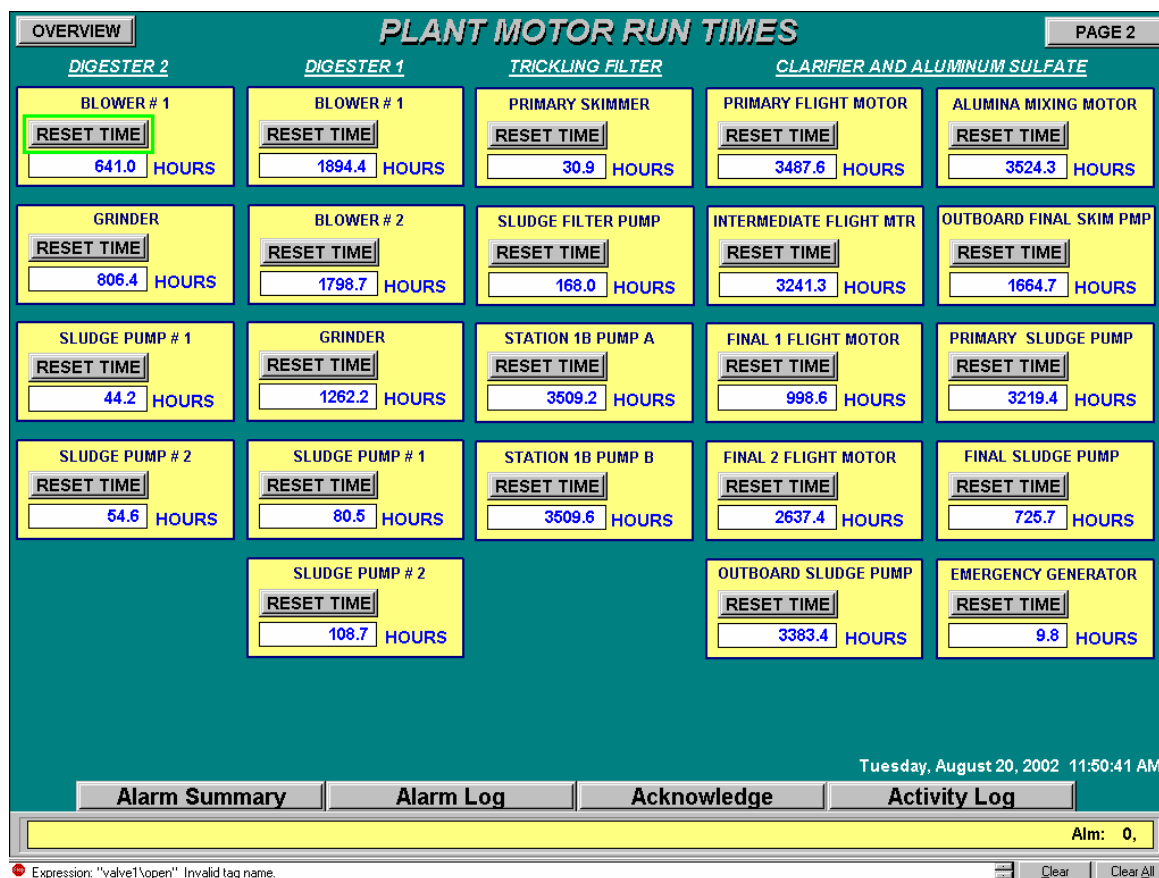 OVERVIEW
PLANT MOTOR RUN TIMES
PAGE 2
DIGESTER 2
DIGESTER 1
TRICKLING FILTER
CLARIFIER AND ALUMINUM SULFATE
BLOWER # 1
RESET TIME
641.0 HOURS
BLOWER # 1
RESET TIME
1894.4 HOURS
PRIMARY SKIMMER
RESET TIME
30.9 HOURS
PRIMARY FLIGHT MOTOR
RESET TIME
3487.6 HOURS
ALUMINA MIXING MOTOR
RESET TIME
3524.3 HOURS
GRINDER
RESET TIME
806.4 HOURS
BLOWER # 2
RESET TIME
1798.7 HOURS
SLUDGE FILTER PUMP
RESET TIME
168.0 HOURS
INTERMEDIATE FLIGHT MTR
RESET TIME
3241.3 HOURS
OUTBOARD FINAL SKIM PMP
RESET TIME
1664.7 HOURS
SLUDGE PUMP # 1
RESET TIME
44.2 HOURS
GRINDER
RESET TIME
1262.2 HOURS
STATION 1B PUMP A
RESET TIME
3509.2 HOURS
FINAL 1 FLIGHT MOTOR
RESET TIME
998.6 HOURS
PRIMARY SLUDGE PUMP
RESET TIME
3219.4 HOURS
SLUDGE PUMP # 2
RESET TIME
54.6 HOURS
SLUDGE PUMP # 1
RESET TIME
80.5 HOURS
STATION 1B PUMP B
RESET TIME
3509.6 HOURS
FINAL 2 FLIGHT MOTOR
RESET TIME
2637.4 HOURS
FINAL SLUDGE PUMP
RESET TIME
725.7 HOURS
SLUDGE PUMP # 2
RESET TIME
108.7 HOURS
OUTBOARD SLUDGE PUMP
RESET TIME
3383.4 HOURS
EMERGENCY GENERATOR
RESET TIME
9.8 HOURS
Tuesday, August 20, 2002 11:50:41 AM
Alarm Summary
Alarm Log
Acknowledge
Activity Log
Alm: 0,
Expression: "valve1\open" Invalid tag name.
Clear
Clear All